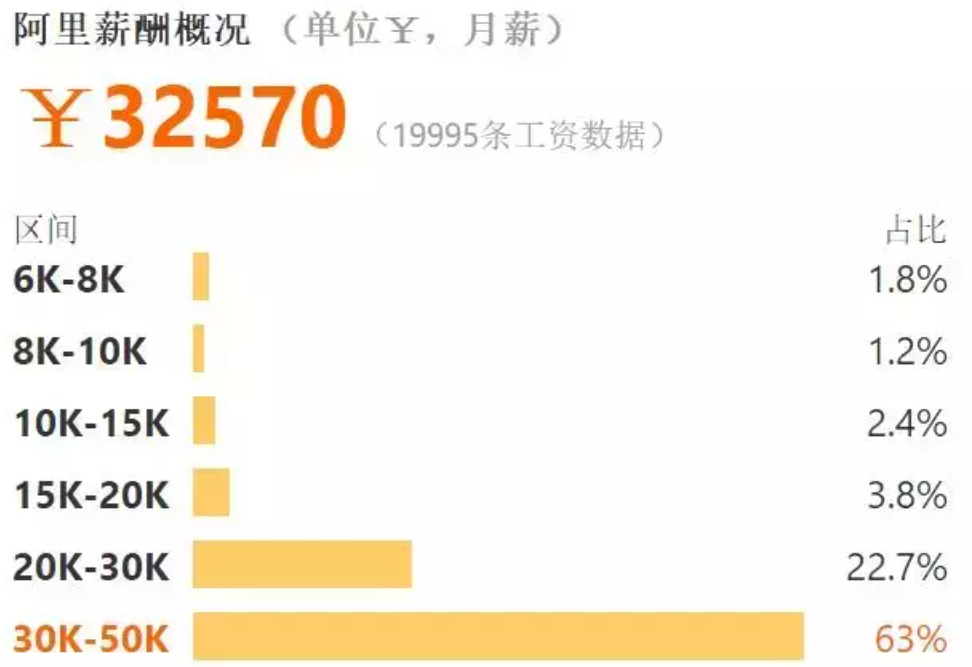 阿里薪酬概况（单位￥，月薪）
￥32570（19995条工资数据）
区间 占比
6K-8K 1.8%
8K-10K 1.2%
10K-15K 2.4%
15K-20K 3.8%
20K-30K 22.7%
30K-50K 63%